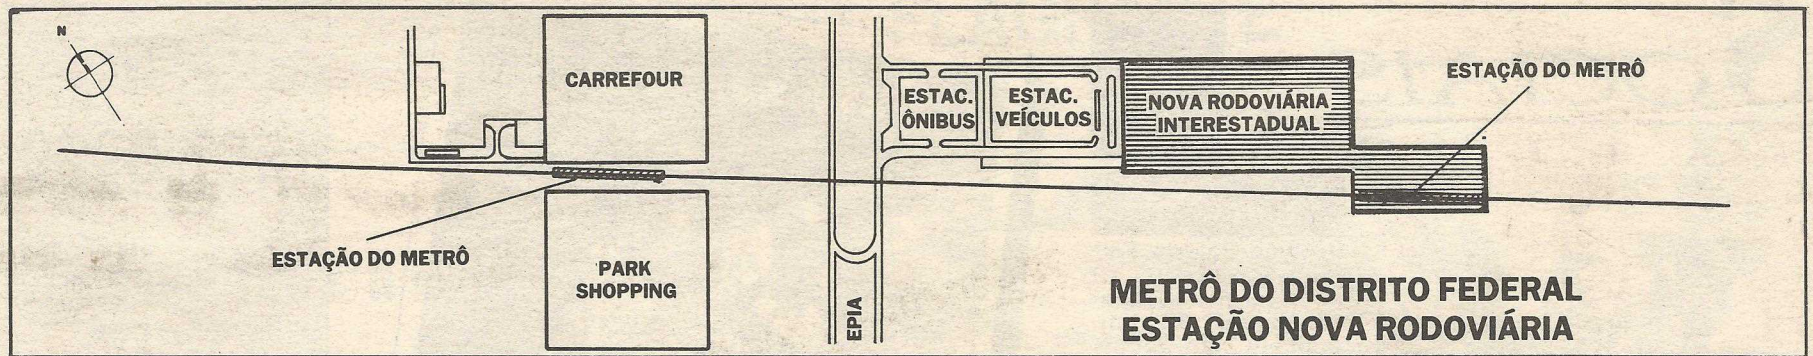 N
CARREFOUR
ESTAÇÃO DO METRÔ
PARK
SHOPPING
EPIA
ESTAC.
ÔNIBUS
ESTAC.
VEÍCULOS
NOVA RODOVIÁRIA
INTERESTADUAL
ESTAÇÃO DO METRÔ
METRÔ DO DISTRITO FEDERAL
ESTAÇÃO NOVA RODOVIÁRIA